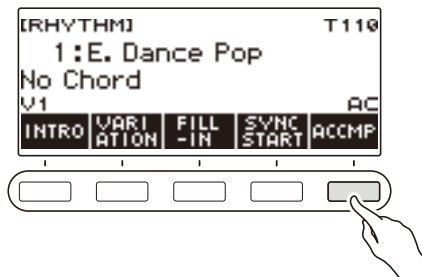 [RHYTHM] T110
1:E. Dance Pop
No Chord
V1 AC
INTRO VARI FILL SYNC ACCMP
ATION -IN START